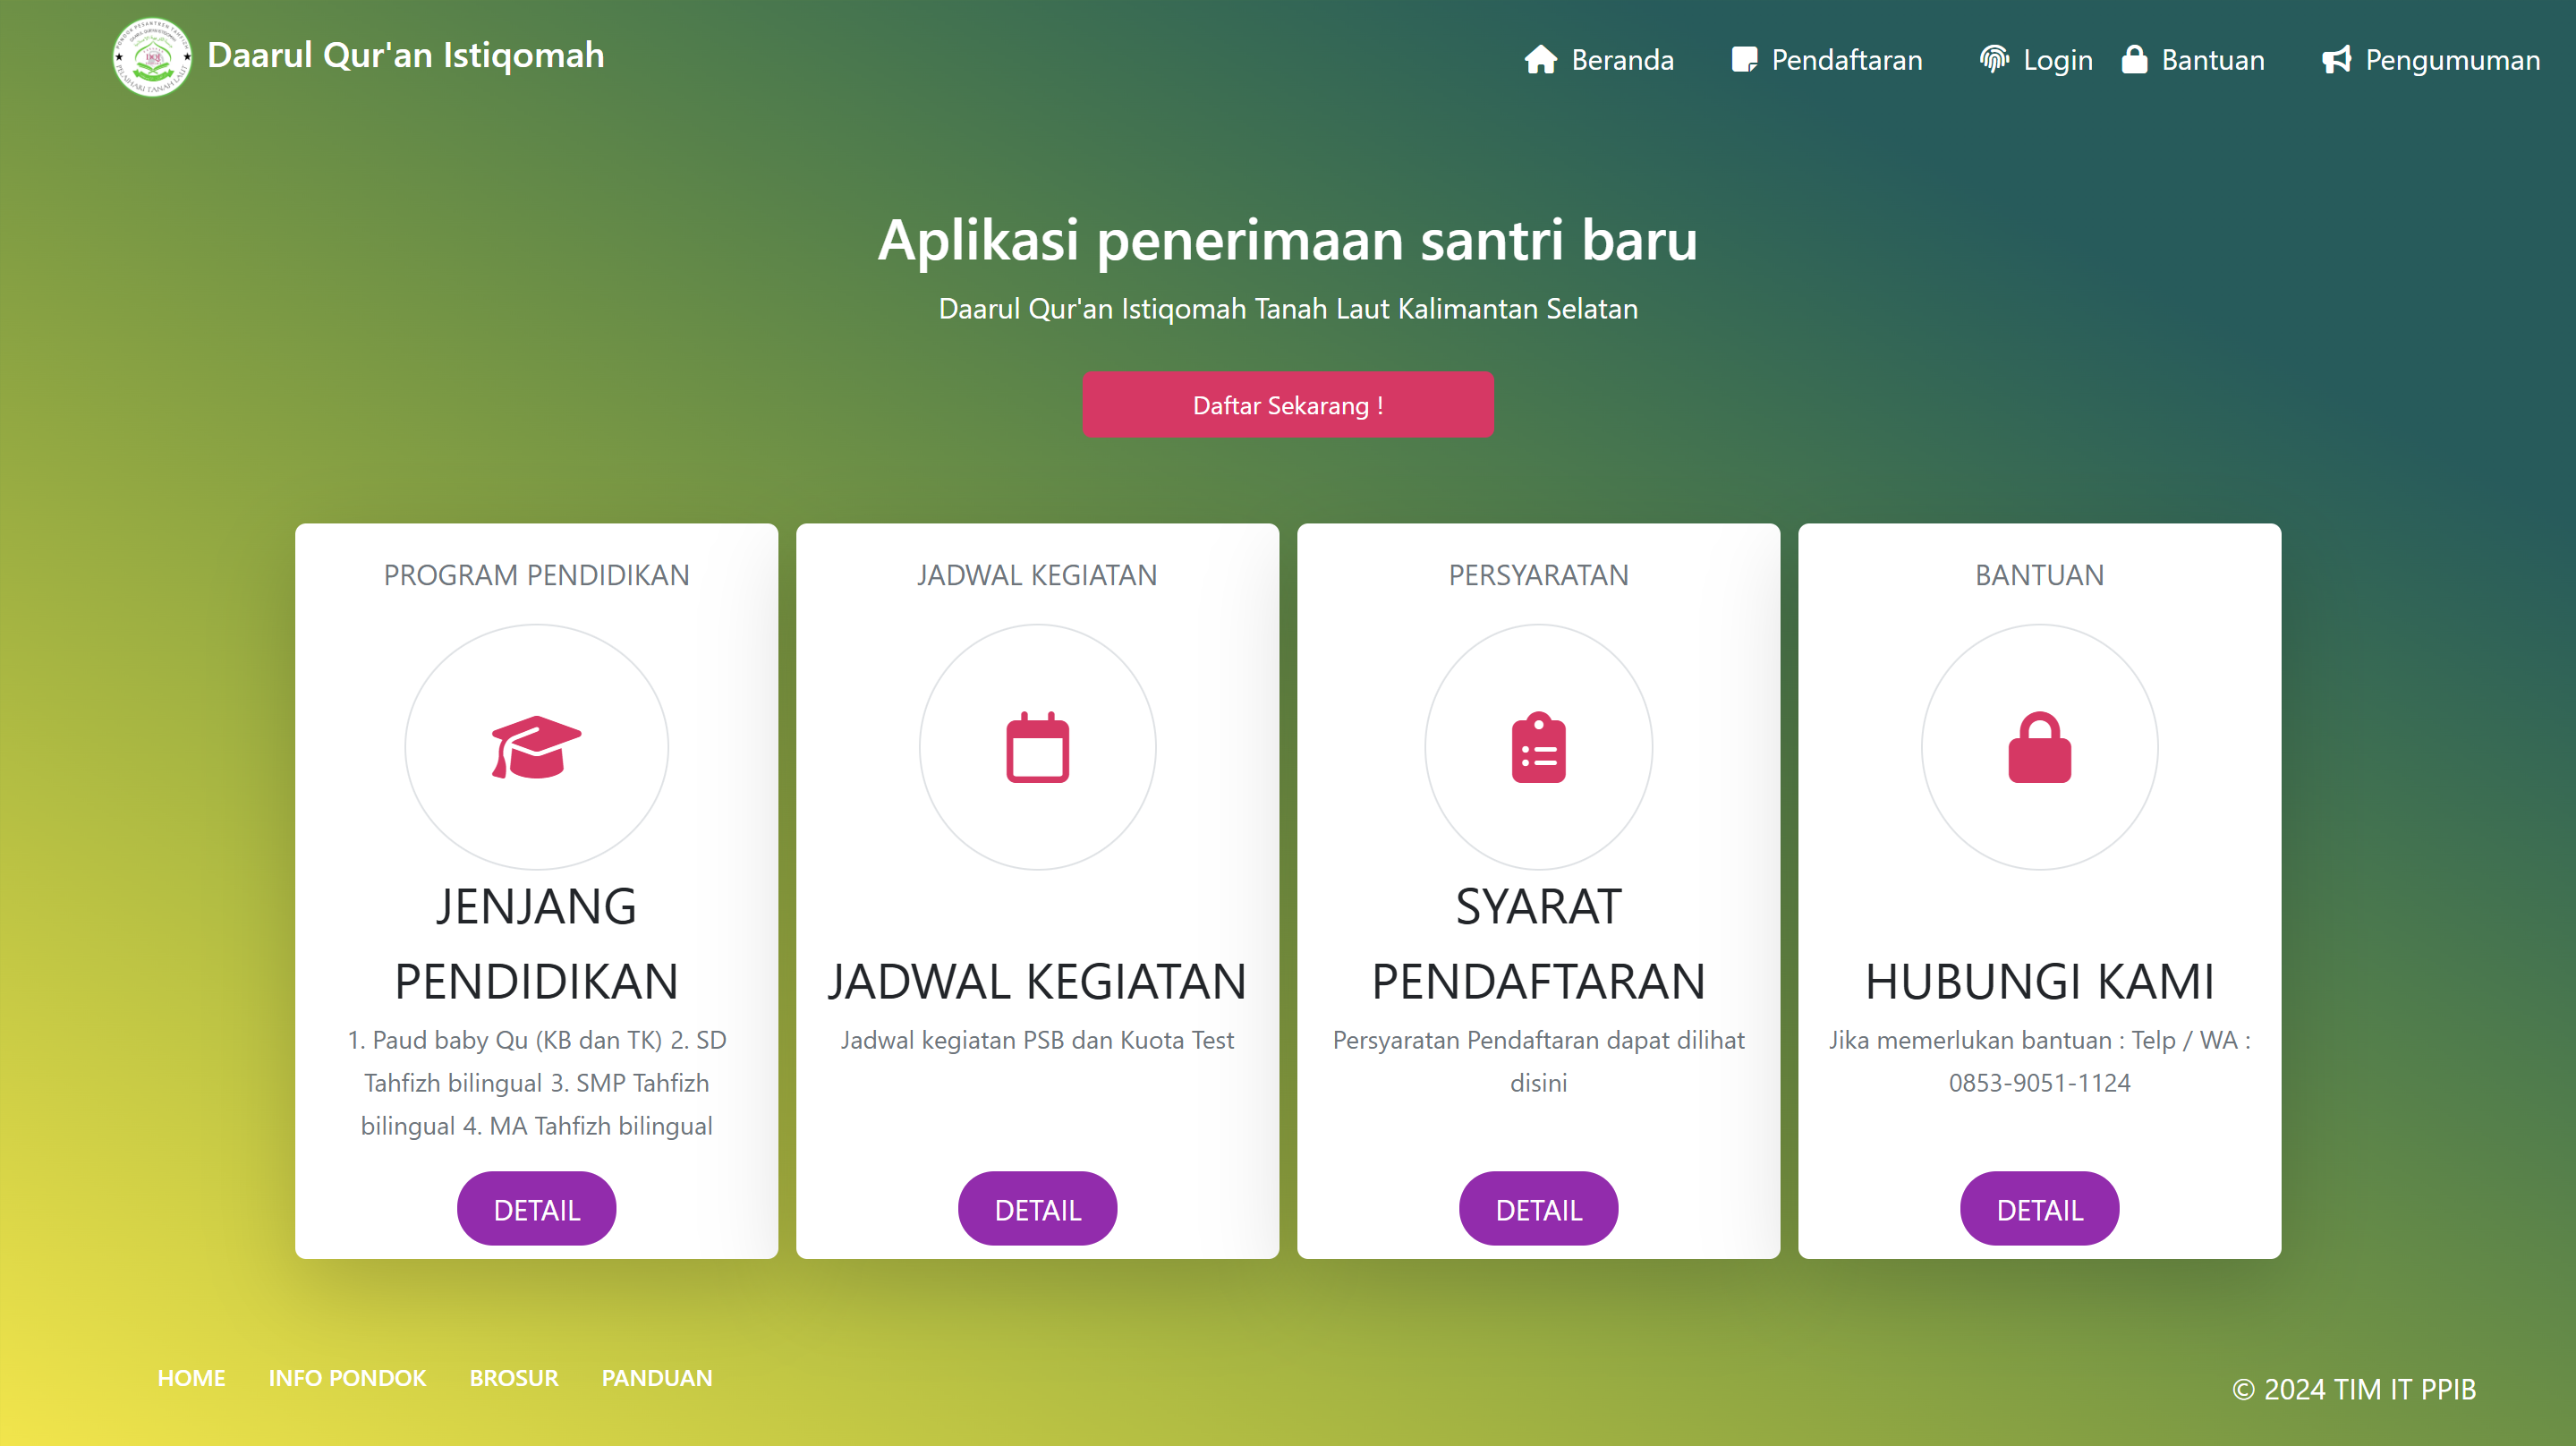 Daarul Qur'an Istiqomah
Beranda
Pendaftaran
Login
Bantuan
Pengumuman
Aplikasi penerimaan santri baru
Daarul Qur'an Istiqomah Tanah Laut Kalimantan Selatan
Daftar Sekarang !
PROGRAM PENDIDIKAN
JENJANG
PENDIDIKAN
1. Paud baby Qu (KB dan TK) 2. SD
Tahfizh bilingual 3. SMP Tahfizh
bilingual 4. MA Tahfizh bilingual
DETAIL
JADWAL KEGIATAN
JADWAL KEGIATAN
Jadwal kegiatan PSB dan Kuota Test
DETAIL
PERSYARATAN
SYARAT
PENDAFTARAN
Persyaratan Pendaftaran dapat dilihat
disini
DETAIL
BANTUAN
HUBUNGI KAMI
Jika memerlukan bantuan : Telp / WA :
0853-9051-1124
DETAIL
HOME
INFO PONDOK
BROSUR
PANDUAN
© 2024 TIM IT PPIB